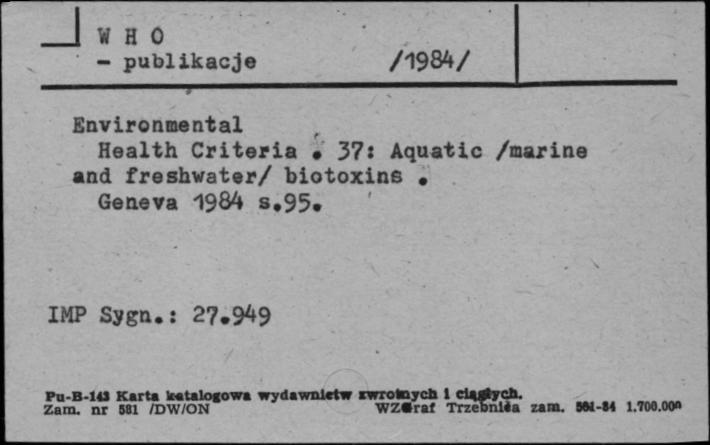 W H O
- publikacje /1984/
Environmental
Health Criteria . 37: Aquatic /marine
and freshwater/ biotoxins .
Geneva 1984 s.95.
IMP Sygn.: 27.949
Pu-B-143 Karta katalogowa wydawnictw zwrotnych i ciągłych.
Zam. nr 581 /DW/ON WZGraf Trzebnica zam. 561-84 1.700.000